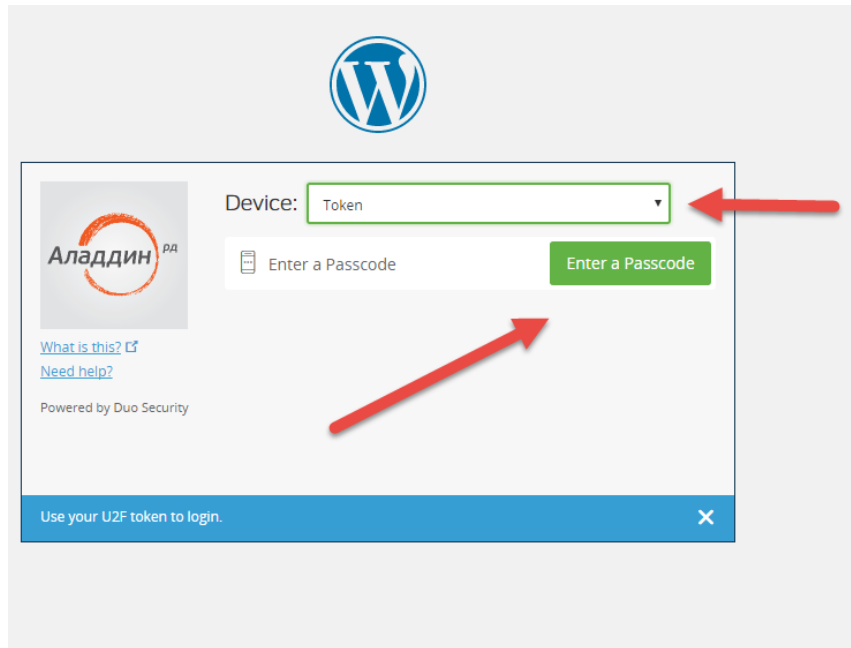 Device: Token
Аладдин РД
Enter a Passcode
Enter a Passcode
What is this?
Need help?
Powered by Duo Security
Use your U2F token to login.